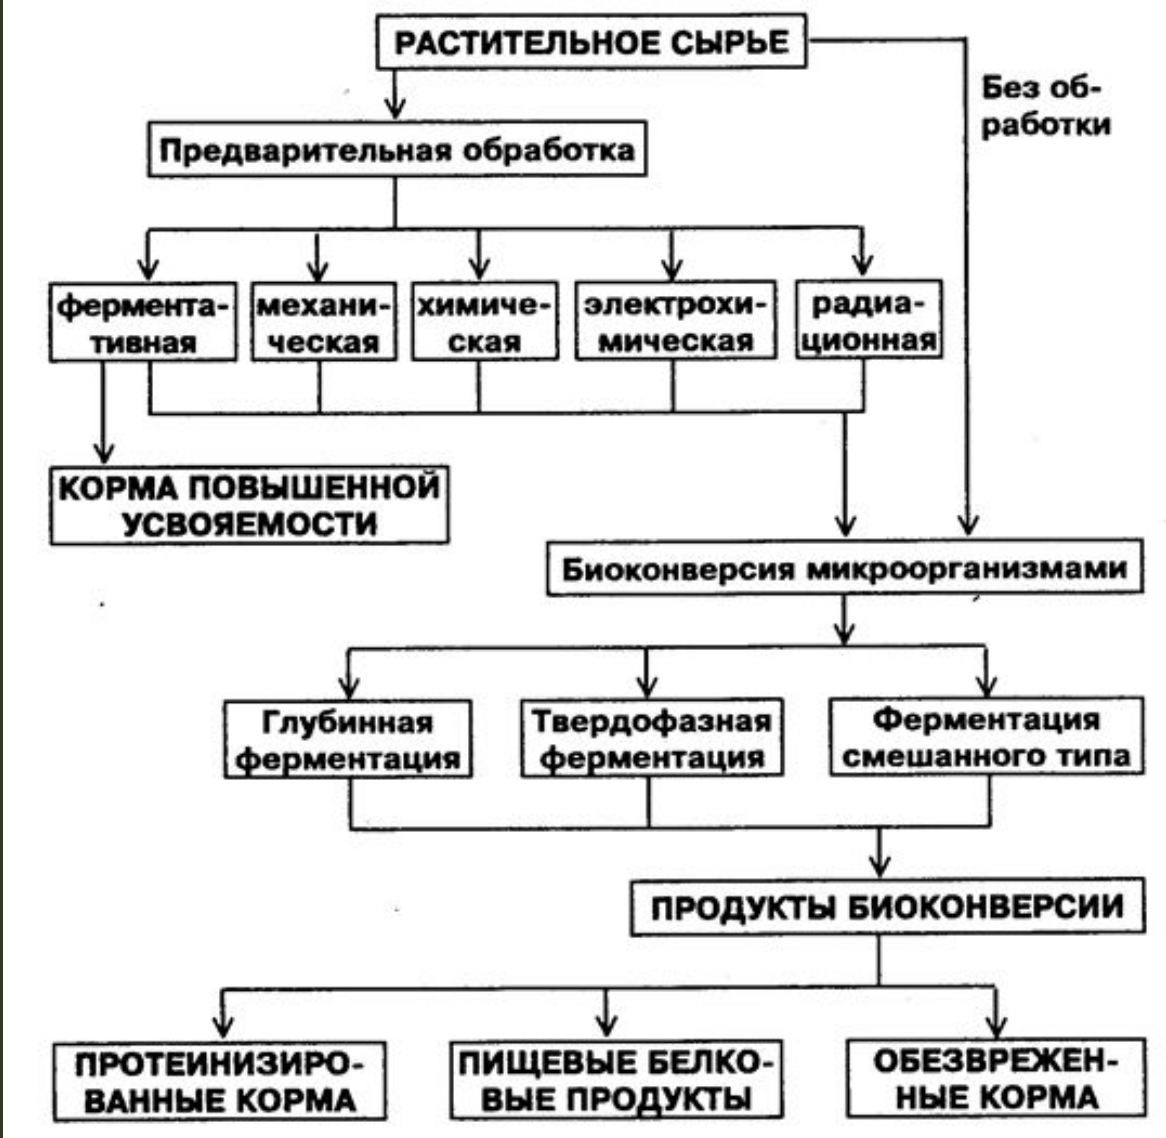 РАСТИТЕЛЬНОЕ СЫРЬЕ
Без об-
работки
Предварительная обработка
фермента-
тивная
механи-
ческая
химиче-
ская
электрохи-
мическая
радиа-
ционная
КОРМА ПОВЫШЕННОЙ
УСВОЯЕМОСТИ
Биоконверсия микроорганизмами
Глубинная
ферментация
Твердофазная
ферментация
Ферментация
смешанного типа
ПРОДУКТЫ БИОКОНВЕРСИИ
ПРОТЕИНИЗИРО-
ВАННЫЕ КОРМА
ПИЩЕВЫЕ БЕЛКО-
ВЫЕ ПРОДУКТЫ
ОБЕЗВРЕЖЕН-
НЫЕ КОРМА